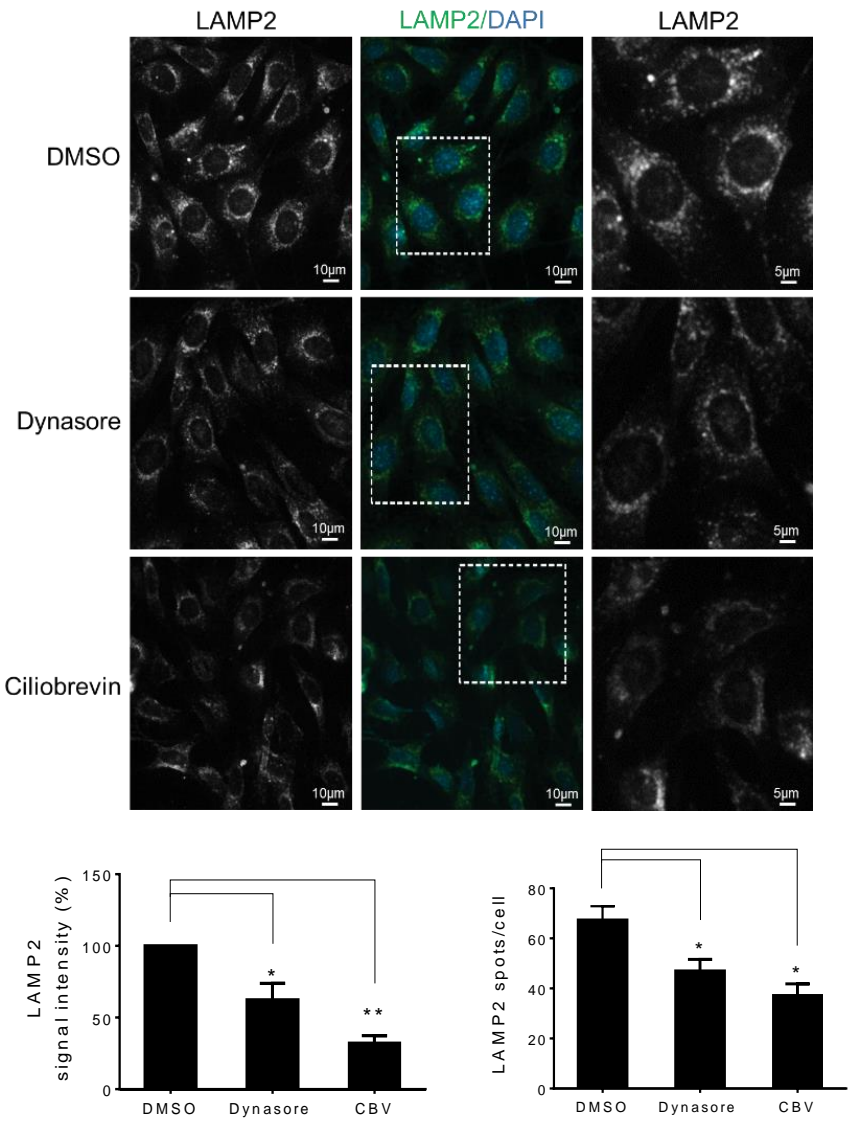 LAMP2 LAMP2/DAPI LAMP2
DMSO
10µm 10µm 5µm
Dynasore
10µm 10µm 5µm
Ciliobrevin
10µm 10µm 5µm
LAMP2
signal intensity (%)
150
100
50
0
*
**
DMSO Dynasore CBV
LAMP2 spots/cell
80
60
40
20
0
*
*
DMSO Dynasore CBV